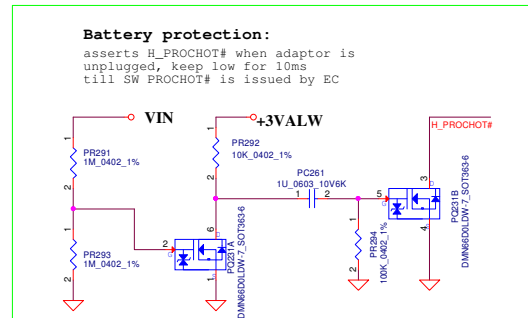 Battery protection:
asserts H_PROCHOT# when adaptor is
unplugged, keep low for 10ms
till SW PROCHOT# is issued by EC
VIN
+3VALW
H_PROCHOT#
1
PR291
1M_0402_1%
2
1
PR292
10K_0402_1%
2
PC261
1U_0603_10V6K
1
2
3
5
PQ231B
DMN66D0LDW-7_SOT363-6
4
1
PR294
100K_0402_1%
2
6
2
PQ231A
DMN66D0LDW-7_SOT363-6
1
1
PR293
1M_0402_1%
2